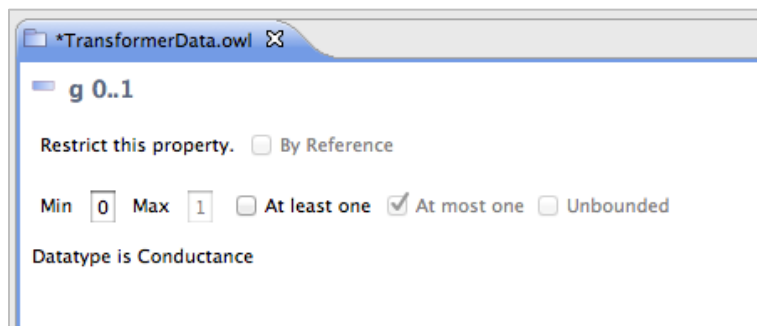 *TransformerData.owl
g 0..1
Restrict this property. By Reference
Min 0 Max 1 At least one At most one Unbounded
Datatype is Conductance